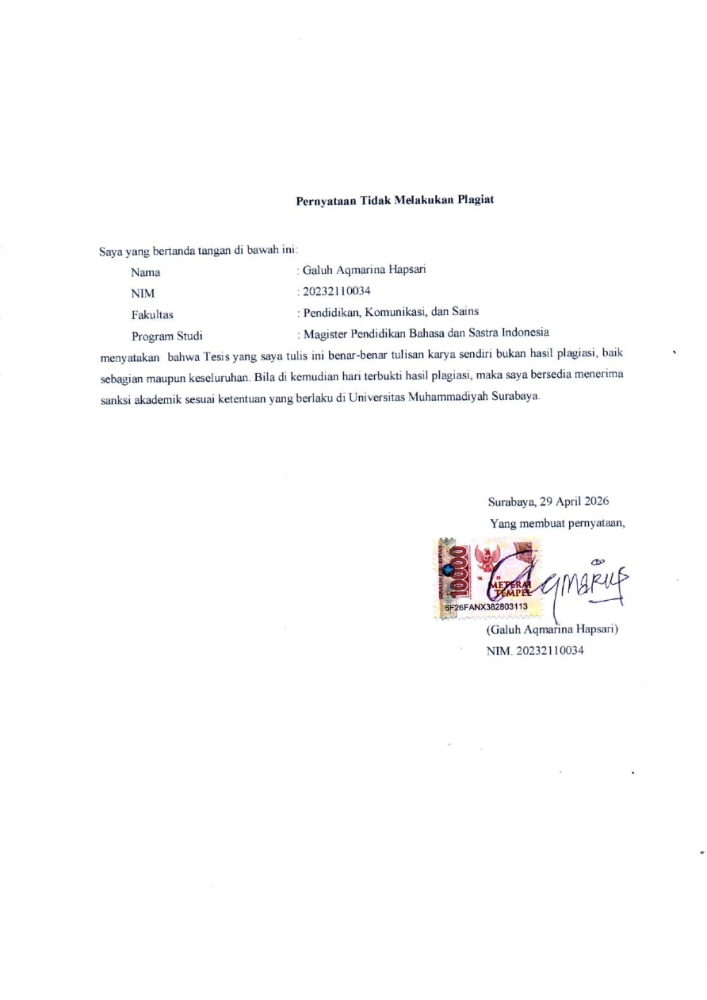 Pernyataan Tidak Melakukan Plagiat
Saya yang bertanda tangan di bawah ini:
Nama : Galuh Aqmarina Hapsari
NIM : 20232110034
Fakultas : Pendidikan, Komunikasi, dan Sains
Program Studi : Magister Pendidikan Bahasa dan Sastra Indonesia
menyatakan bahwa Tesis yang saya tulis ini benar-benar tulisan karya sendiri bukan hasil plagiasi, baik
sebagian maupun keseluruhan. Bila di kemudian hari terbukti hasil plagiasi, maka saya bersedia menerima
sanksi akademik sesuai ketentuan yang berlaku di Universitas Muhammadiyah Surabaya.
Surabaya, 29 April 2026
Yang membuat pernyataan,
10000
METERAI
TEMPEL
6F26FANX382803113
(Galuh Aqmarina Hapsari)
NIM. 20232110034